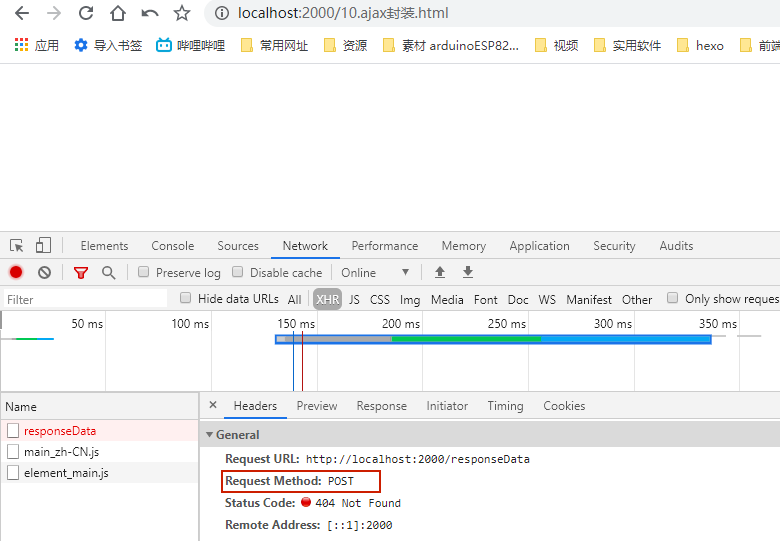 localhost:2000/10.ajax封装.html
应用 导入书签 哔哩哔哩 常用网址 资源 素材 arduinoESP82... 视频 实用软件 hexo 前端
Elements Console Sources Network Performance Memory Application Security Audits
Preserve log Disable cache Online
Filter Hide data URLs All XHR JS CSS Img Media Font Doc WS Manifest Other Only show reques
50 ms 100 ms 150 ms 200 ms 250 ms 300 ms 350 ms
Name Headers Preview Response Initiator Timing Cookies
responseData General
main_zh-CN.js Request URL: http://localhost:2000/responseData
element_main.js Request Method: POST
Status Code: 404 Not Found
Remote Address: [::1]:2000